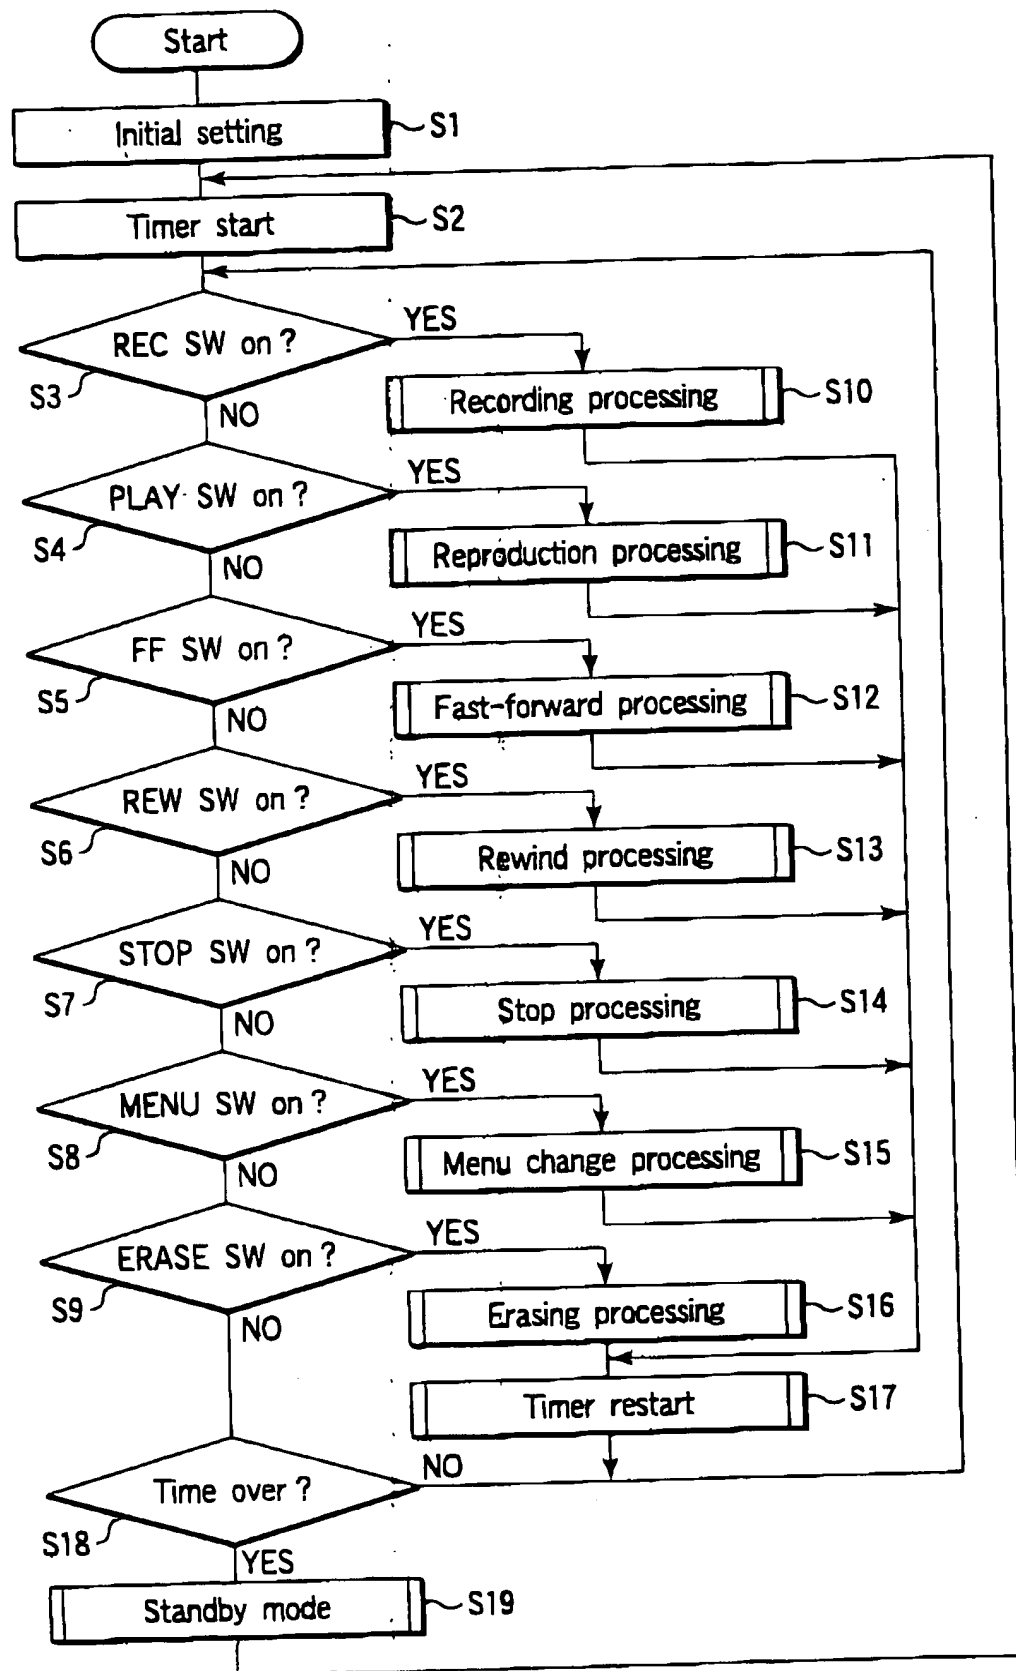 Start
Initial setting
S1
Timer start
S2
REC SW on?
YES
S3
NO
Recording processing
S10
PLAY SW on?
YES
S4
NO
Reproduction processing
S11
FF SW on?
YES
S5
NO
Fast-forward processing
S12
REW SW on?
YES
S6
NO
Rewind processing
S13
STOP SW on?
YES
S7
NO
Stop processing
S14
MENU SW on?
YES
S8
NO
Menu change processing
S15
ERASE SW on?
YES
S9
NO
Erasing processing
S16
Timer restart
S17
Time over?
NO
S18
YES
Standby mode
S19